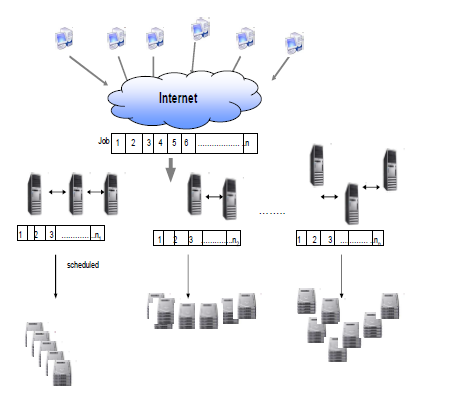 Internet
Job 1 2 3 4 5 6 .................. ..n
1 2 3 ............ ..n
1 2 3 ............n
1 2 3 ............ ..n
........
scheduled